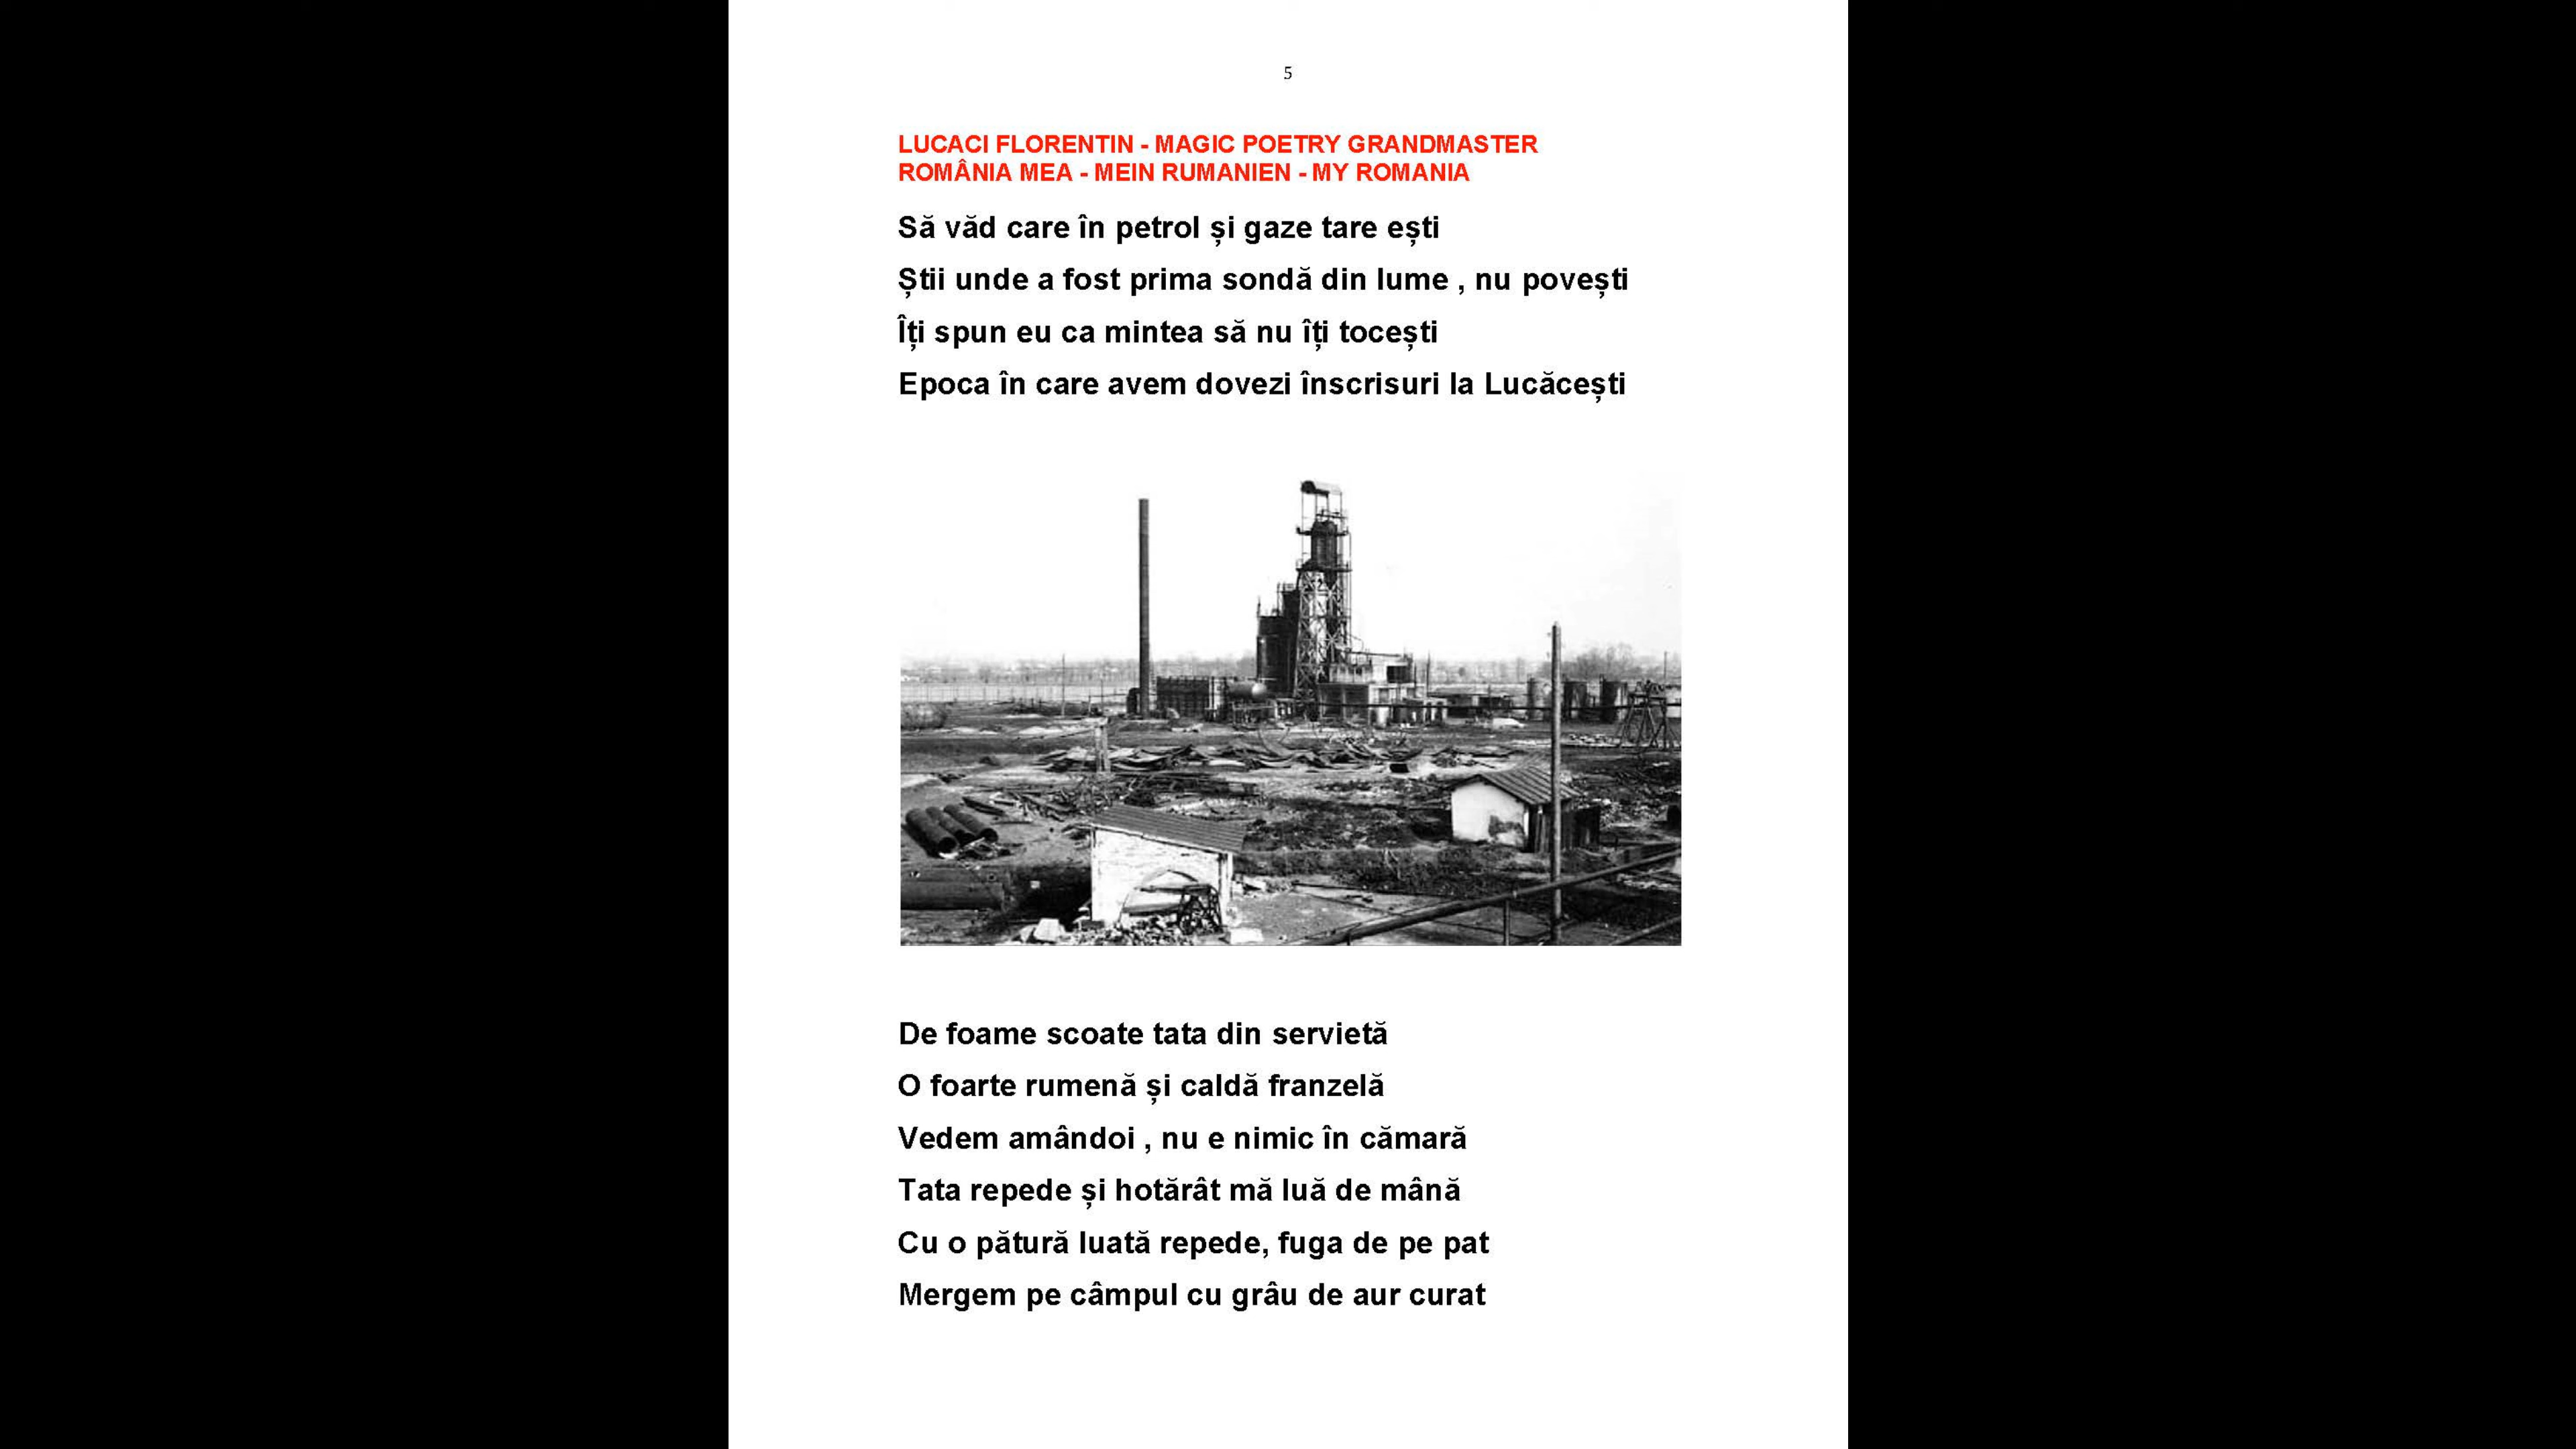 5
LUCACI FLORENTIN - MAGIC POETRY GRANDMASTER
ROMÂNIA MEA - MEIN RUMANIEN - MY ROMANIA
Să văd care în petrol și gaze tare ești
Știi unde a fost prima sondă din lume , nu povești
Îți spun eu ca mintea să nu îți tocești
Epoca în care avem dovezi înscrisuri la Lucăcești
De foame scoate tata din servietă
O foarte rumenă și caldă franzelă
Vedem amândoi , nu e nimic în cămară
Tata repede și hotărât mă luă de mână
Cu o pătură luată repede, fuga de pe pat
Mergem pe câmpul cu grâu de aur curat